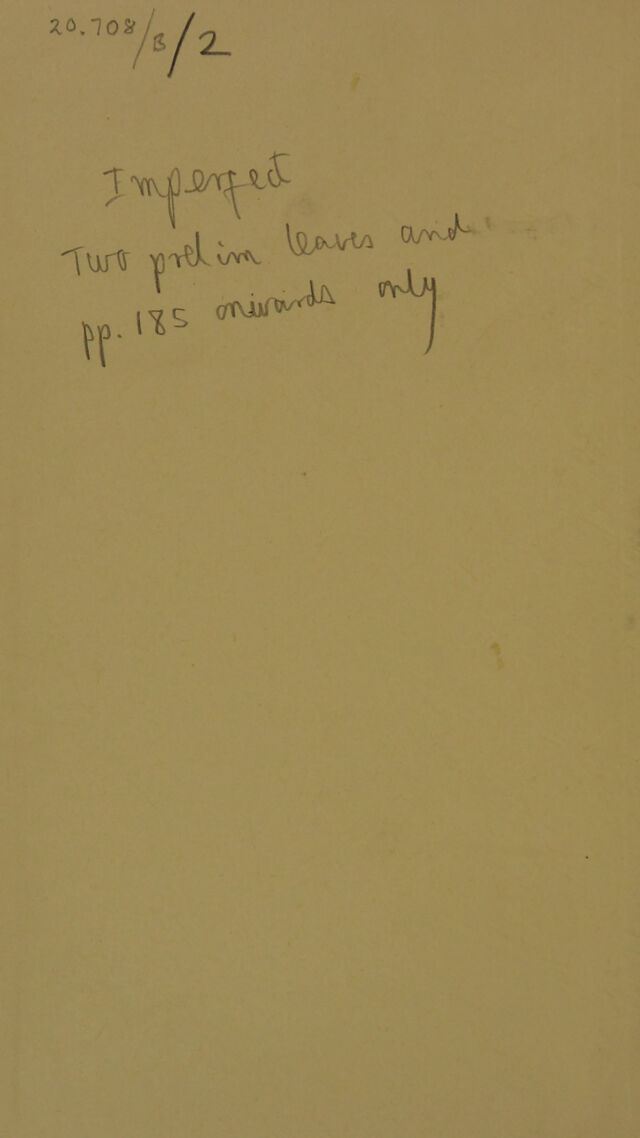 20.708/B/2
Imperfect
Two prelim leaves and
pp. 185 onwards only